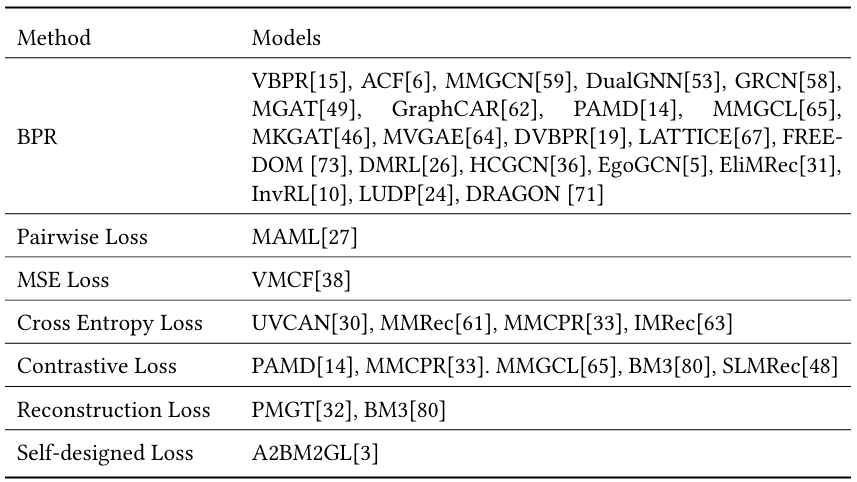 Method Models
VBPR[15], ACF[6], MMGCN[59], DualGNN[53], GRCN[58],
MGAT[49], GraphCAR[62], PAMD[14], MMGCL[65],
BPR MKGAT[46], MVGAE[64], DVBPR[19], LATTICE[67], FREE-
DOM [73], DMRL[26], HCGCN[36], EgoGCN[5], EliMRec[31],
InvRL[10], LUDP[24], DRAGON [71]
Pairwise Loss MAML[27]
MSE Loss VMCF[38]
Cross Entropy Loss UVCAN[30], MMRec[61], MMCPR[33], IMRec[63]
Contrastive Loss PAMD[14], MMCPR[33]. MMGCL[65], BM3[80], SLMRec[48]
Reconstruction Loss PMGT[32], BM3[80]
Self-designed Loss A2BM2GL[3]